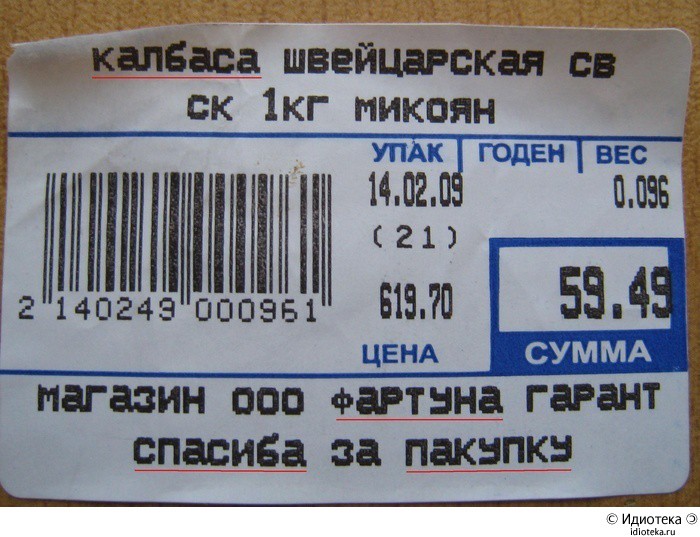 калбаса швейцарская св
ск 1кг микоян
УПАК ГОДЕН ВЕС
14.02.09 0.096
(21)
2 140249 000961 619.70 59.49
ЦЕНА СУММА
магазин ооо фартуна гарант
спасиба за пакупку
© Идиотека
idioteka.ru